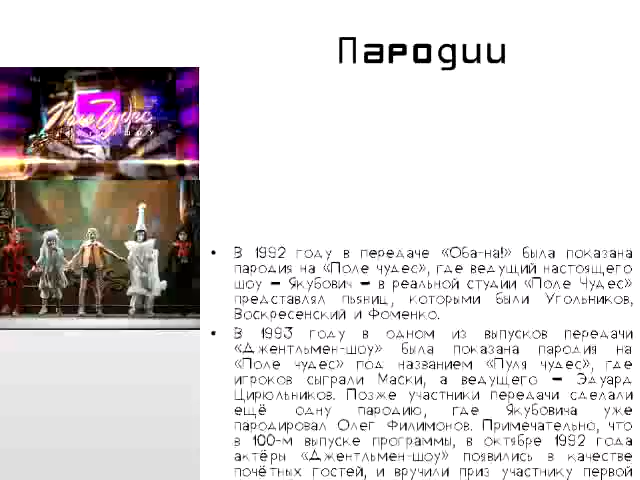 Пародии
Поле Чудес
• В 1992 году в передаче «Оба-на!» была показана
пародия на «Поле чудес», где ведущий настоящего
шоу – Якубович – в реальной студии «Поле Чудес»
представлял пьяниц, которыми были Угольников,
Воскресенский и Фоменко.
• В 1993 году в одном из выпусков передачи
«Джентльмен-шоу» была показана пародия на
«Поле чудес» под названием «Пуля чудес», где
игроков сыграли Маски, а ведущего – Эдуард
Цирюльников. Позже участники передачи сделали
ещё одну пародию, где Якубовича уже
пародировал Олег Филимонов. Примечательно, что
в 100-м выпуске программы, в октябре 1992 года
актёры «Джентльмен-шоу» появились в качестве
почётных гостей, и вручили приз участнику первой